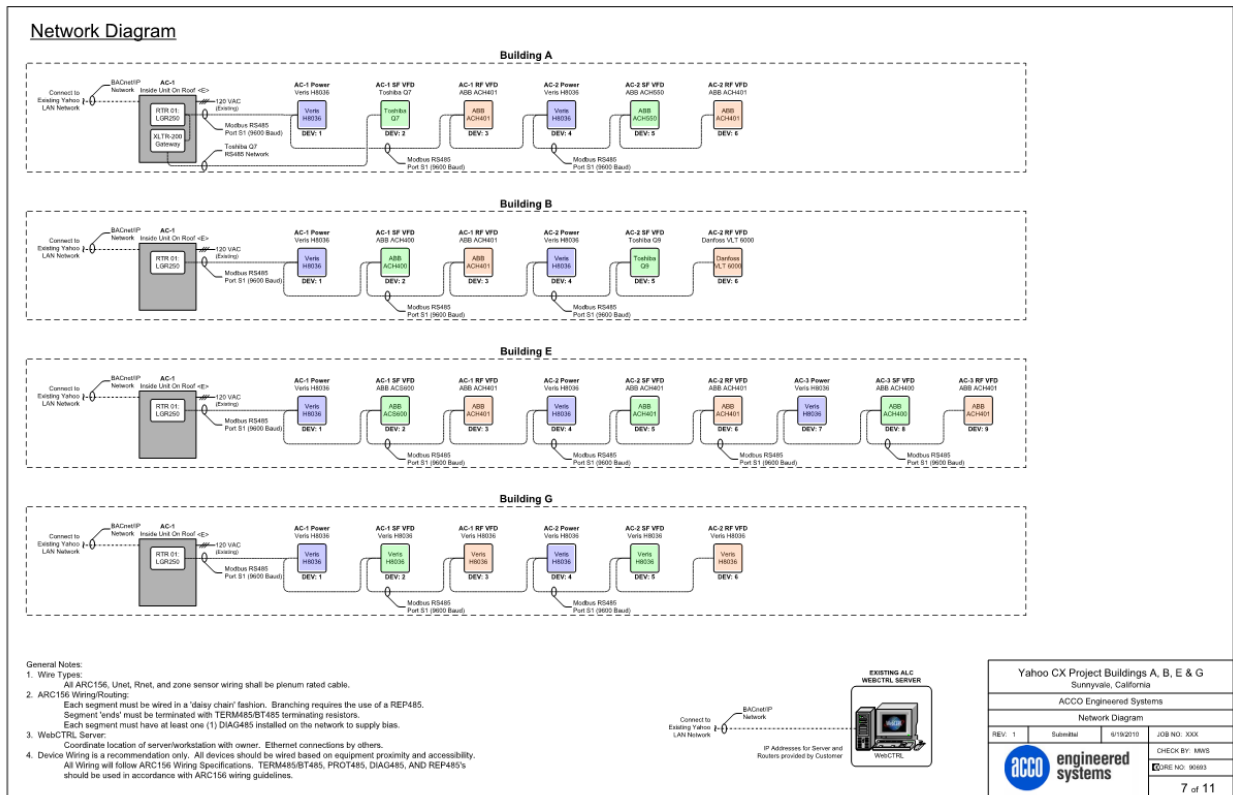 Network Diagram
Building A
Connect to
Existing Yahoo
LAN Network
BACnet/IP
Network
AC-1
Inside Unit On Roof <E>
RTR 01:
LGR250
XLTR-200
Gateway
120 VAC
(Existing)
Modbus RS485
Port S1 (9600 Baud)
Toshiba Q7
RS485 Network
AC-1 Power
Veris H8036
Veris
H8036
DEV: 1
AC-1 SF VFD
Toshiba Q7
Toshiba
Q7
DEV: 2
AC-1 RF VFD
ABB ACH401
ABB
ACH401
DEV: 3
AC-2 Power
Veris H8036
Veris
H8036
DEV: 4
AC-2 SF VFD
ABB ACH550
ABB
ACH550
DEV: 5
AC-2 RF VFD
ABB ACH401
ABB
ACH401
DEV: 6
Modbus RS485
Port S1 (9600 Baud)
Modbus RS485
Port S1 (9600 Baud)
Building B
Connect to
Existing Yahoo
LAN Network
BACnet/IP
Network
AC-1
Inside Unit On Roof <E>
RTR 01:
LGR250
120 VAC
(Existing)
Modbus RS485
Port S1 (9600 Baud)
AC-1 Power
Veris H8036
Veris
H8036
DEV: 1
AC-1 SF VFD
ABB ACH400
ABB
ACH400
DEV: 2
AC-1 RF VFD
ABB ACH401
ABB
ACH401
DEV: 3
AC-2 Power
Veris H8036
Veris
H8036
DEV: 4
AC-2 SF VFD
Toshiba Q9
Toshiba
Q9
DEV: 5
AC-2 RF VFD
Danfoss VLT 6000
Danfoss
VLT 6000
DEV: 6
Modbus RS485
Port S1 (9600 Baud)
Modbus RS485
Port S1 (9600 Baud)
Building E
Connect to
Existing Yahoo
LAN Network
BACnet/IP
Network
AC-1
Inside Unit On Roof <E>
RTR 01:
LGR250
120 VAC
(Existing)
Modbus RS485
Port S1 (9600 Baud)
AC-1 Power
Veris H8036
Veris
H8036
DEV: 1
AC-1 SF VFD
ABB ACS600
ABB
ACS600
DEV: 2
AC-1 RF VFD
ABB ACH401
ABB
ACH401
DEV: 3
AC-2 Power
Veris H8036
Veris
H8036
DEV: 4
AC-2 SF VFD
ABB ACH401
ABB
ACH401
DEV: 5
AC-2 RF VFD
ABB ACH401
ABB
ACH401
DEV: 6
AC-3 Power
Veris H8036
Veris
H8036
DEV: 7
AC-3 SF VFD
ABB ACH400
ABB
ACH400
DEV: 8
AC-3 RF VFD
ABB ACH401
ABB
ACH401
DEV: 9
Modbus RS485
Port S1 (9600 Baud)
Modbus RS485
Port S1 (9600 Baud)
Modbus RS485
Port S1 (9600 Baud)
Modbus RS485
Port S1 (9600 Baud)
Building G
Connect to
Existing Yahoo
LAN Network
BACnet/IP
Network
AC-1
Inside Unit On Roof <E>
RTR 01:
LGR250
120 VAC
(Existing)
Modbus RS485
Port S1 (9600 Baud)
AC-1 Power
Veris H8036
Veris
H8036
DEV: 1
AC-1 SF VFD
Veris H8036
Veris
H8036
DEV: 2
AC-1 RF VFD
Veris H8036
Veris
H8036
DEV: 3
AC-2 Power
Veris H8036
Veris
H8036
DEV: 4
AC-2 SF VFD
Veris H8036
Veris
H8036
DEV: 5
AC-2 RF VFD
Veris H8036
Veris
H8036
DEV: 6
Modbus RS485
Port S1 (9600 Baud)
Modbus RS485
Port S1 (9600 Baud)
General Notes:
1. Wire Types:
All ARC156, Unet, Rnet, and zone sensor wiring shall be plenum rated cable.
2. ARC156 Wiring/Routing:
Each segment must be wired in a 'daisy chain' fashion. Branching requires the use of a REP485.
Segment 'ends' must be terminated with TERM485/BT485 terminating resistors.
Each segment must have at least one (1) DIAG485 installed on the network to supply bias.
3. WebCTRL Server:
Coordinate location of server/workstation with owner. Ethernet connections by others.
4. Device Wiring is a recommendation only. All devices should be wired based on equipment proximity and accessibility.
All Wiring will follow ARC156 Wiring Specifications. TERM485/BT485, PROT485, DIAG485, AND REP485's
should be used in accordance with ARC156 wiring guidelines.
EXISTING ALC
WEBCTRL SERVER
Connect to
Existing Yahoo
LAN Network
BACnet/IP
Network
IP Addresses for Server and
Routers provided by Customer
WebCTRL
Yahoo CX Project Buildings A, B, E & G
Sunnyvale, California
ACCO Engineered Systems
Network Diagram
REV: 1
Submittal
6/19/2010
JOB NO: XXX
CHECK BY: MWS
CORE NO: 90693
acco engineered
systems
7 of 11